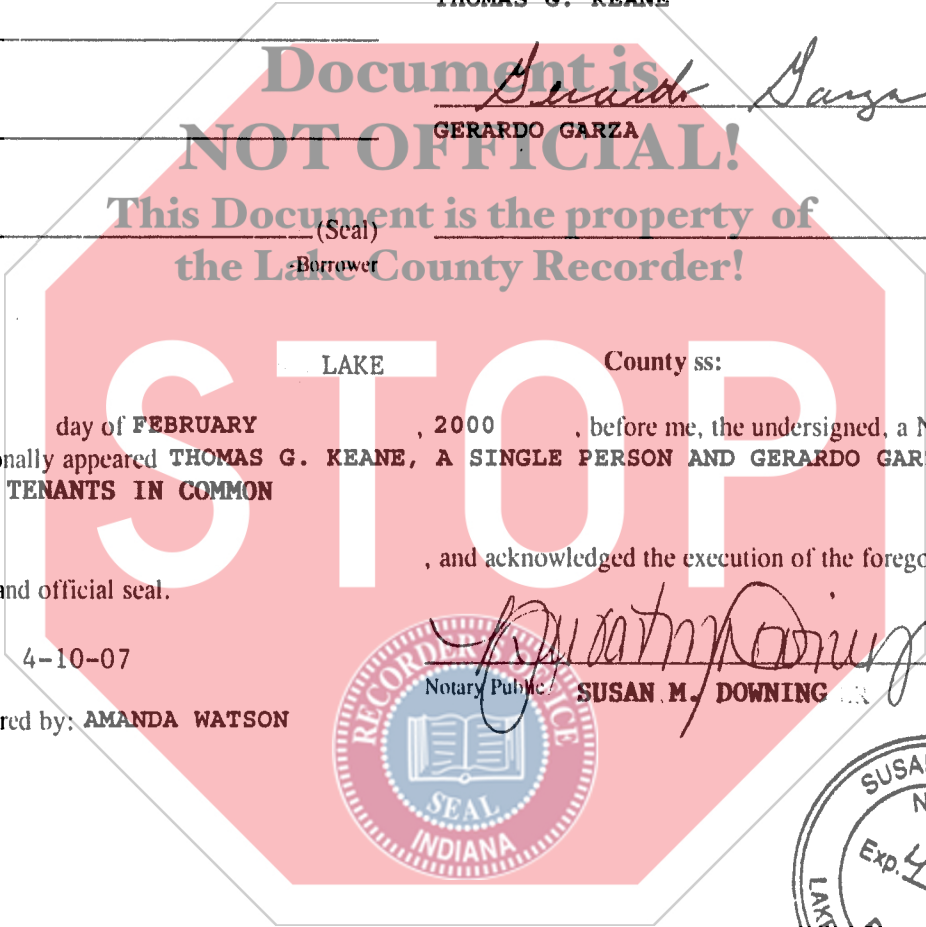 THOMAS G. KEANE
Document is
Gerardo Garza
GERARDO GARZA
NOT OFFICIAL!
This Document is the property of
(Seal)
-Borrower
the Lake County Recorder!
LAKE County ss:
STOP
day of FEBRUARY , 2000 , before me, the undersigned, a N
onally appeared THOMAS G. KEANE, A SINGLE PERSON AND GERARDO GAR
TENANTS IN COMMON
, and acknowledged the execution of the forego
and official seal.
4-10-07
Notary Public SUSAN M. DOWNING
red by: AMANDA WATSON
RECORDER'S OFFICE
SEAL
INDIANA
SUSA
N
Exp. 4
LAKE